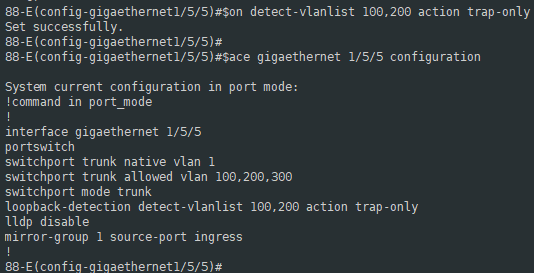 88-E(config-gigaethernet1/5/5)#$on detect-vlanlist 100,200 action trap-only
Set successfully.
88-E(config-gigaethernet1/5/5)#
88-E(config-gigaethernet1/5/5)#$ace gigaethernet 1/5/5 configuration
System current configuration in port mode:
!command in port_mode
!
interface gigaethernet 1/5/5
portswitch
switchport trunk native vlan 1
switchport trunk allowed vlan 100,200,300
switchport mode trunk
loopback-detection detect-vlanlist 100,200 action trap-only
lldp disable
mirror-group 1 source-port ingress
!
88-E(config-gigaethernet1/5/5)#